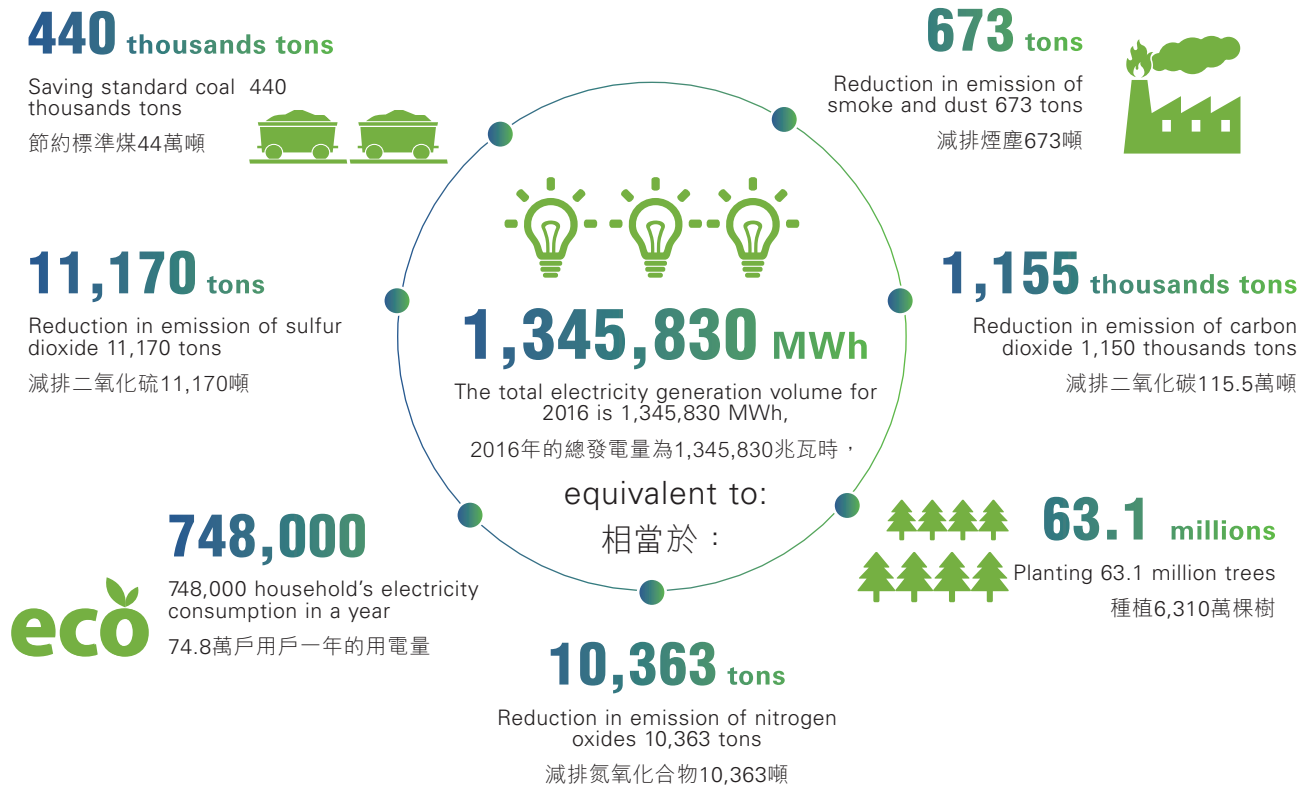 440 thousands tons
Saving standard coal 440
thousands tons
節約標準煤44萬噸
673 tons
Reduction in emission of
smoke and dust 673 tons
減排煙塵673噸
11,170 tons
Reduction in emission of sulfur
dioxide 11,170 tons
減排二氧化硫11,170噸
1,345,830 MWh
The total electricity generation volume for
2016 is 1,345,830 MWh,
2016年的總發電量為1,345,830兆瓦時，
equivalent to:
相當於：
1,155 thousands tons
Reduction in emission of carbon
dioxide 1,150 thousands tons
減排二氧化碳115.5萬噸
eco
748,000
748,000 household's electricity
consumption in a year
74.8萬戶用戶一年的用電量
63.1 millions
Planting 63.1 million trees
種植6,310萬棵樹
10,363 tons
Reduction in emission of nitrogen
oxides 10,363 tons
減排氮氧化合物10,363噸